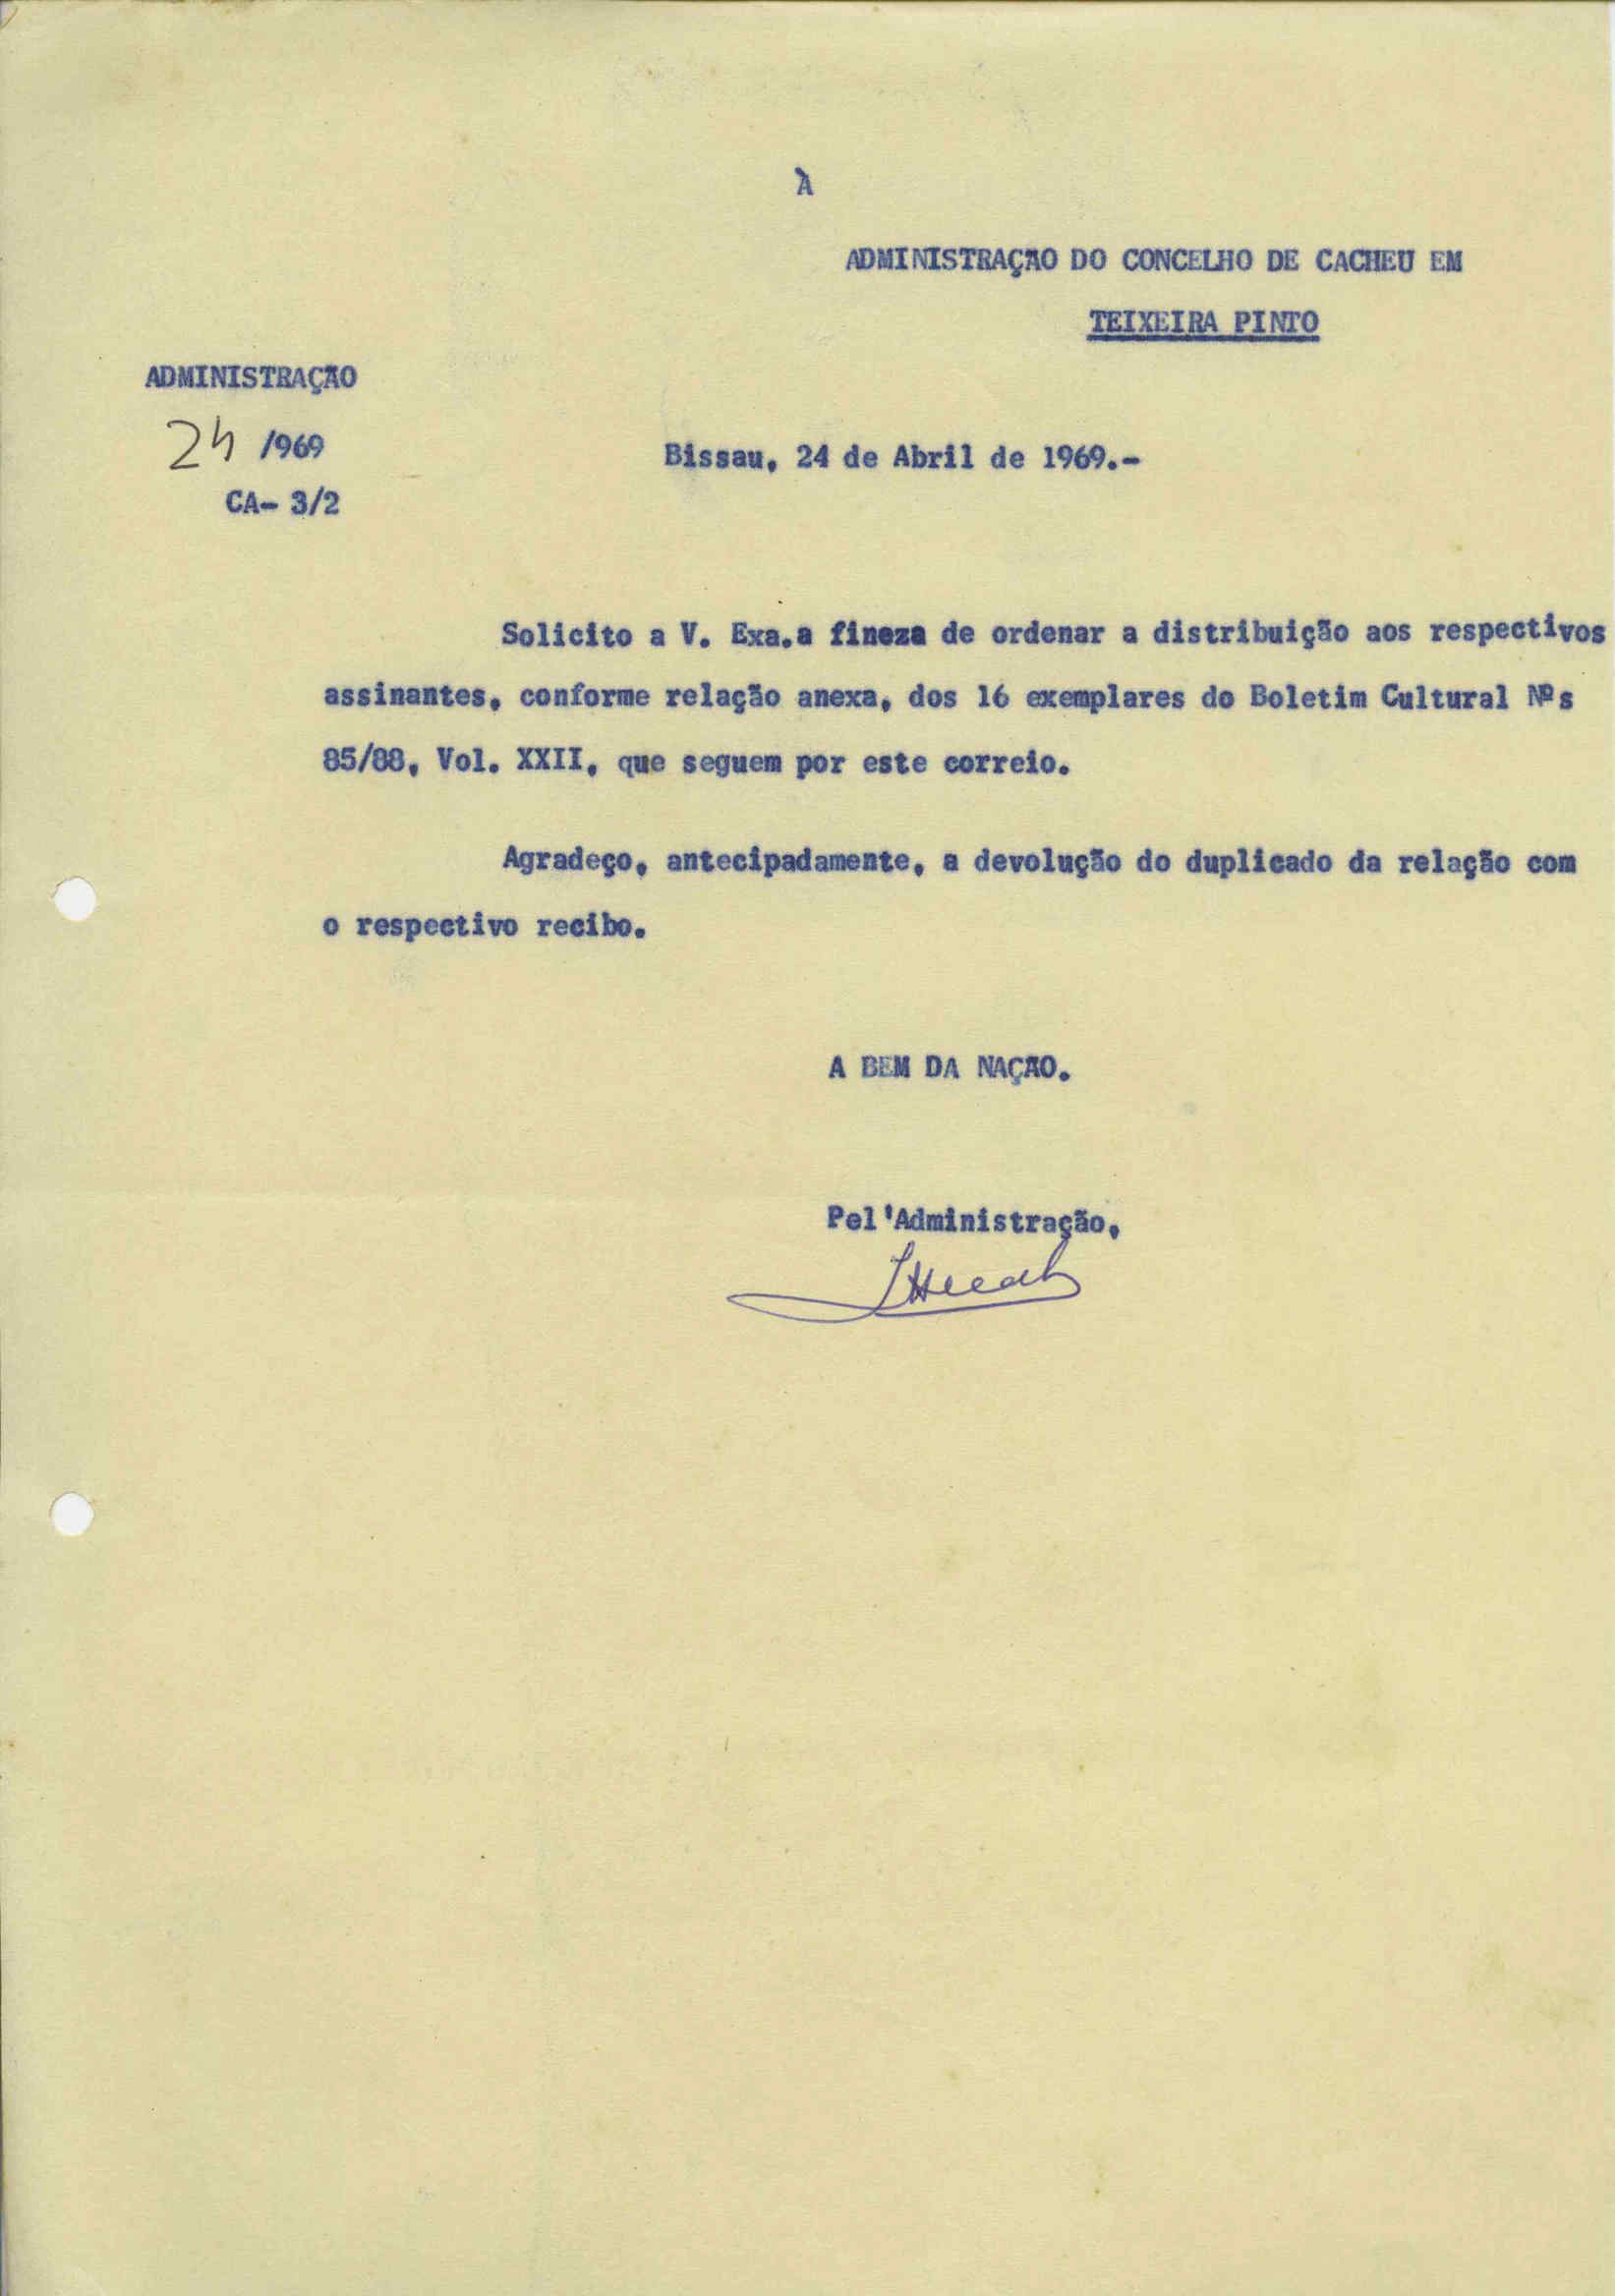 À
ADMINISTRAÇÃO DO CONCELHO DE CACHEU EM
TEIXEIRA PINTO
ADMINISTRAÇÃO
24 /969
Bissau, 24 de Abril de 1969.-
CA- 3/2
Solicito a V. Exa.a fineza de ordenar a distribuição aos respectivos
assinantes, conforme relação anexa, dos 16 exemplares do Boletim Cultural Nºs
85/88, Vol. XXII, que seguem por este correio.
Agradeço, antecipadamente, a devolução do duplicado da relação com
o respectivo recibo.
A BEM DA NAÇÃO.
Pel'Administração,